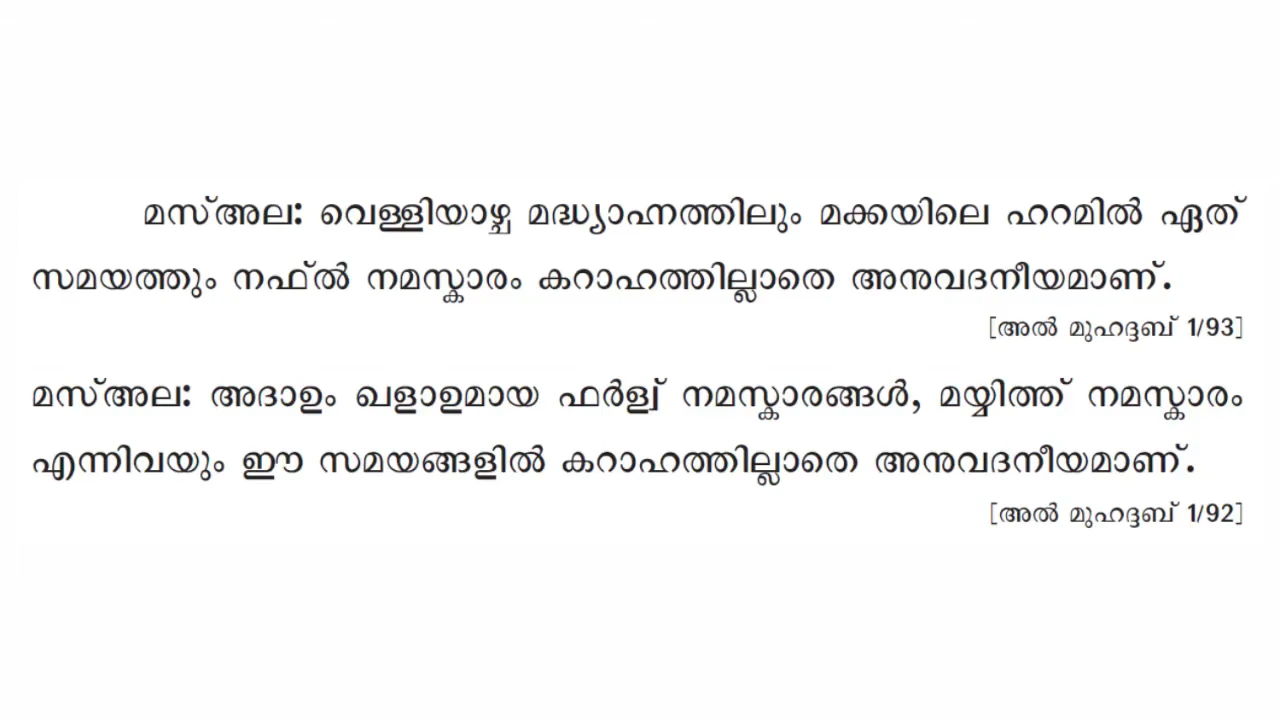 മസ്അല: വെള്ളിയാഴ്ച മദ്ധ്യാഹ്നത്തിലും മക്കയിലെ ഹറമിൽ ഏത്
സമയത്തും നഫ്ൽ നമസ്കാരം കറാഹത്തില്ലാതെ അനുവദനീയമാണ്.
[അൽ മുഹദ്ദബ് 1/93]
മസ്അല: അദാഉം ഖളാഉമായ ഫർള്വ് നമസ്കാരങ്ങൾ, മയ്യിത്ത് നമസ്കാരം
എന്നിവയും ഈ സമയങ്ങളിൽ കറാഹത്തില്ലാതെ അനുവദനീയമാണ്.
[അൽ മുഹദ്ദബ് 1/92]